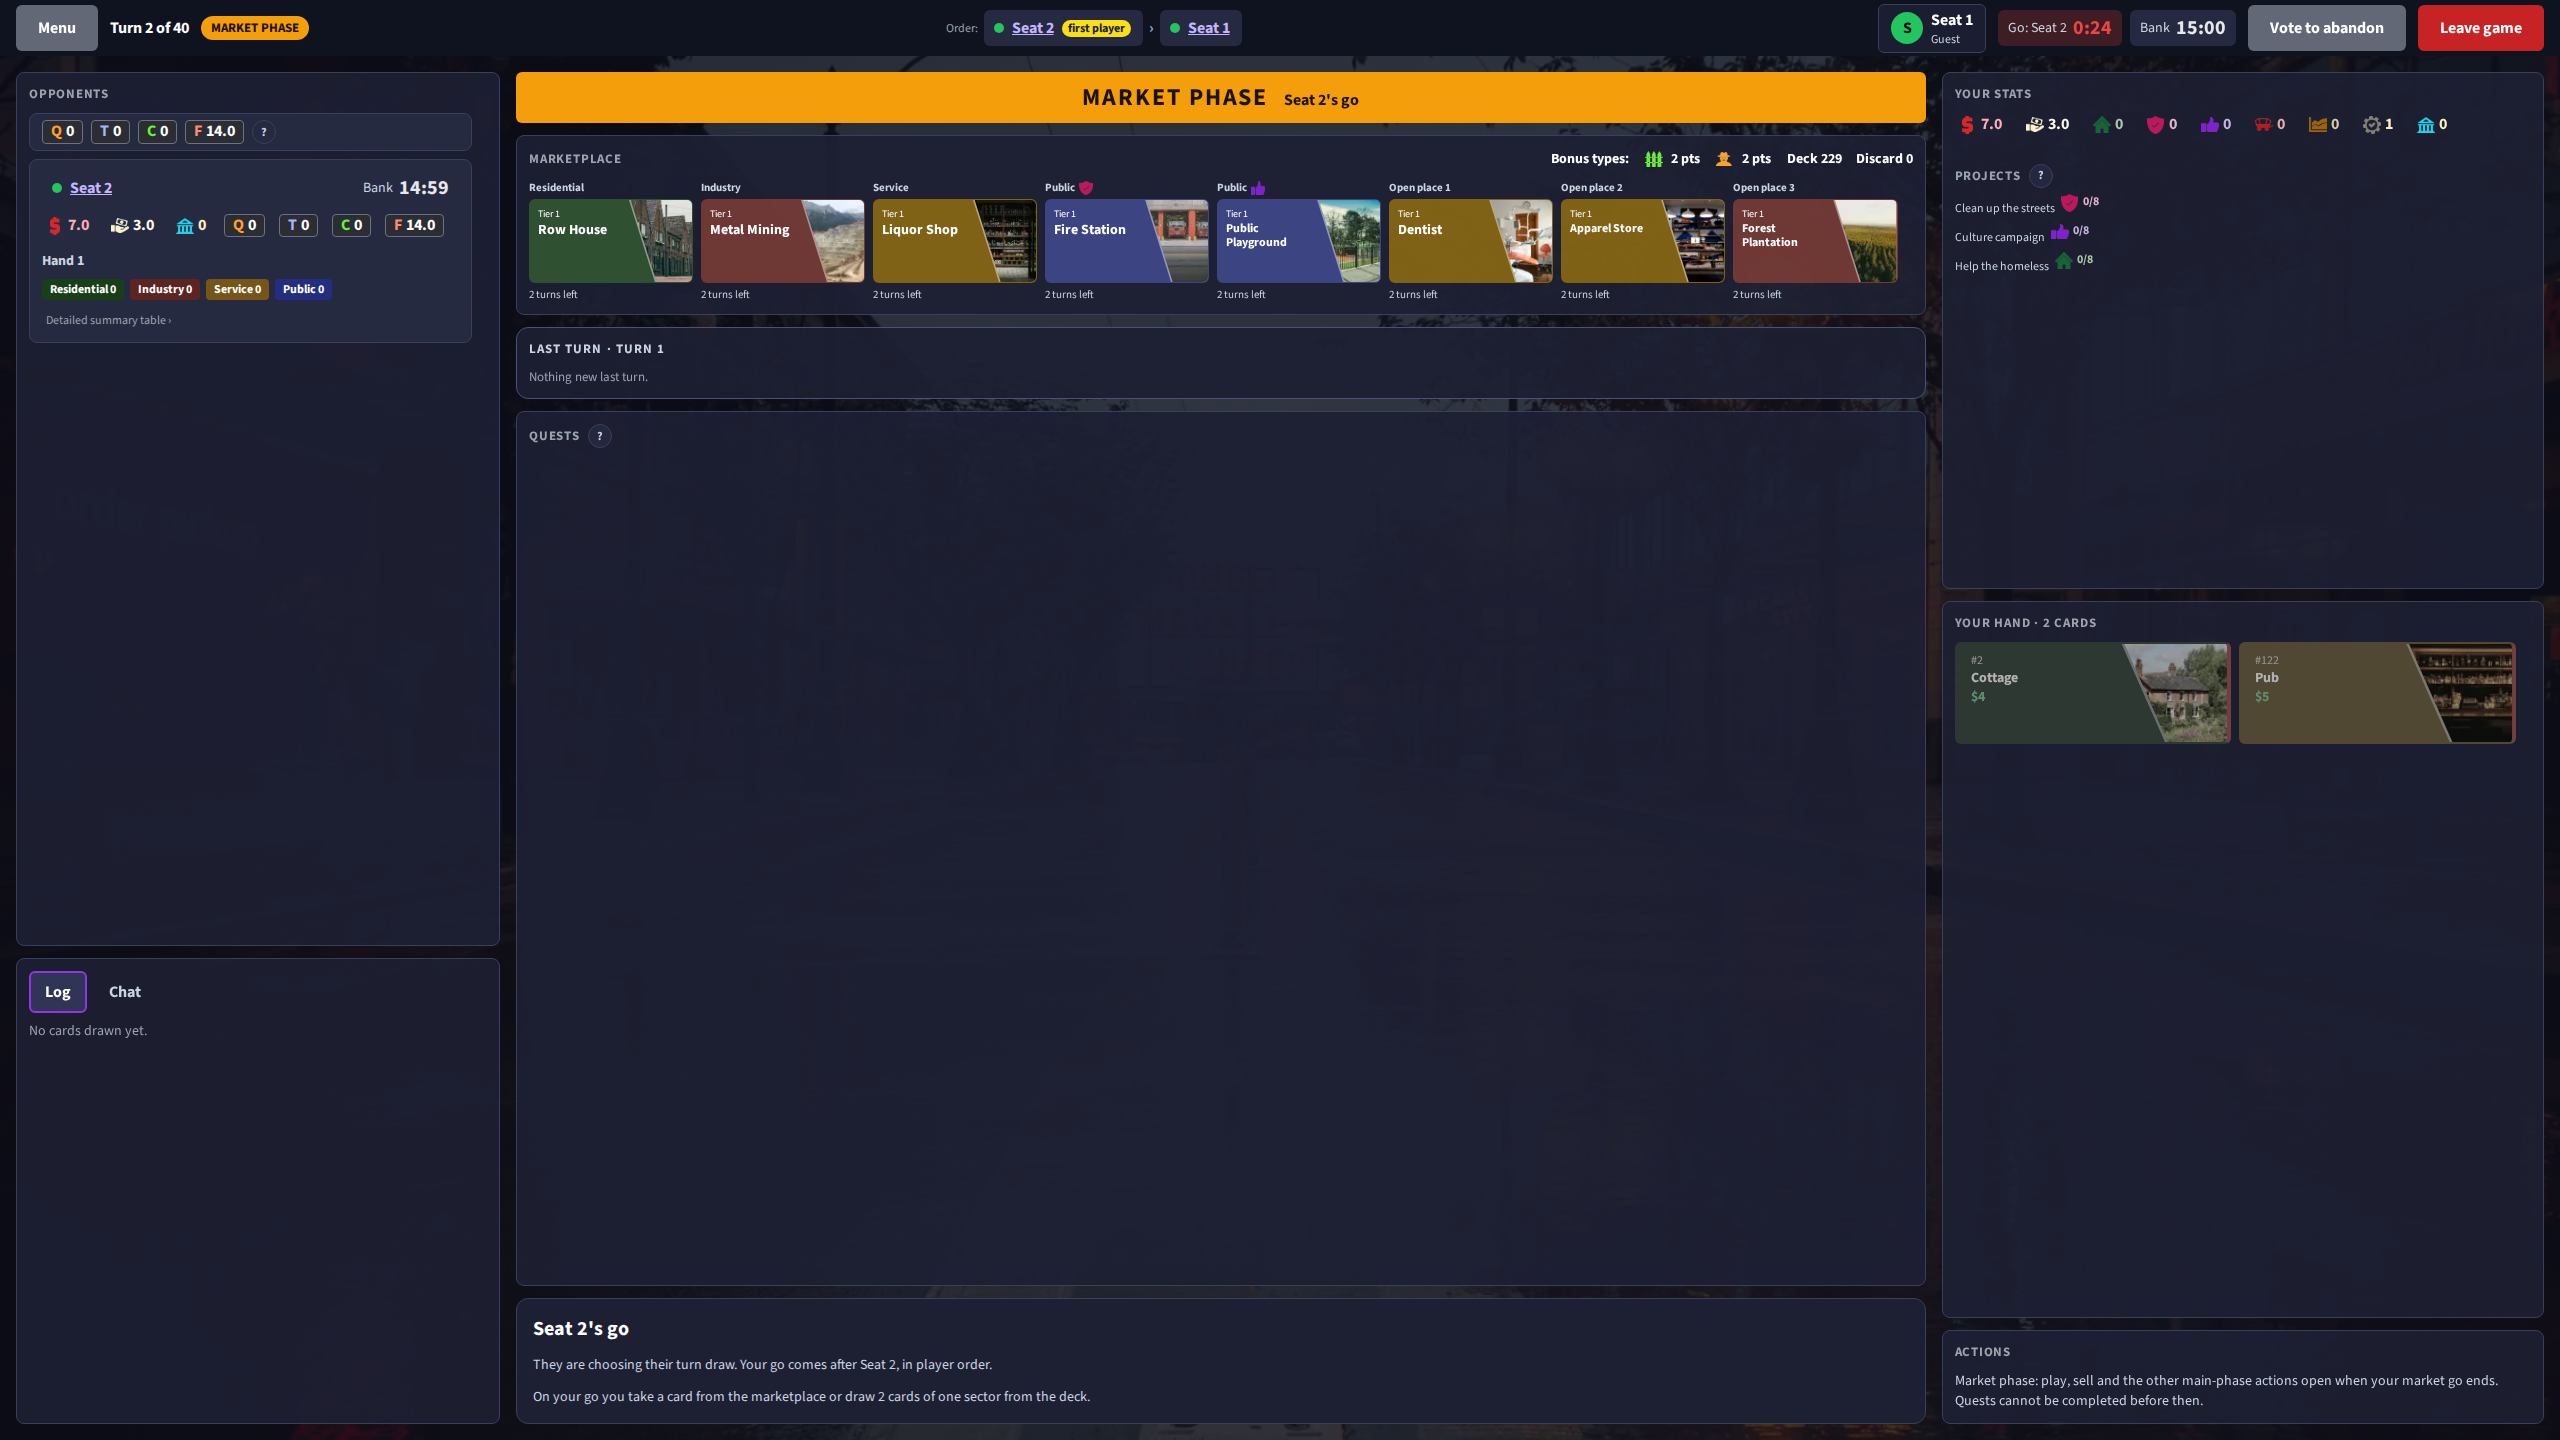 Menu
Turn 2 of 40
MARKET PHASE
Order:
Seat 2
first player
›
Seat 1
S
Seat 1
Guest
Go: Seat 2 0:24
Bank 15:00
Vote to abandon
Leave game
OPPONENTS
Q 0
T 0
C 0
F 14.0
?
Seat 2
Bank 14:59
7.0
3.0
0
Q 0
T 0
C 0
F 14.0
Hand 1
Residential 0
Industry 0
Service 0
Public 0
Detailed summary table ›
Log
Chat
No cards drawn yet.
MARKET PHASE Seat 2's go
MARKETPLACE
Bonus types: 2 pts 2 pts Deck 229 Discard 0
Residential
Tier 1
Row House
2 turns left
Industry
Tier 1
Metal Mining
2 turns left
Service
Tier 1
Liquor Shop
2 turns left
Public
Tier 1
Fire Station
2 turns left
Public
Tier 1
Public
Playground
2 turns left
Open place 1
Tier 1
Dentist
2 turns left
Open place 2
Tier 1
Apparel Store
2 turns left
Open place 3
Tier 1
Forest
Plantation
2 turns left
LAST TURN · TURN 1
Nothing new last turn.
QUESTS ?
Seat 2's go
They are choosing their turn draw. Your go comes after Seat 2, in player order.
On your go you take a card from the marketplace or draw 2 cards of one sector from the deck.
YOUR STATS
7.0
3.0
0
0
0
0
0
1
0
PROJECTS ?
Clean up the streets 0/8
Culture campaign 0/8
Help the homeless 0/8
YOUR HAND · 2 CARDS
#2
Cottage
$4
#122
Pub
$5
ACTIONS
Market phase: play, sell and the other main-phase actions open when your market go ends.
Quests cannot be completed before then.